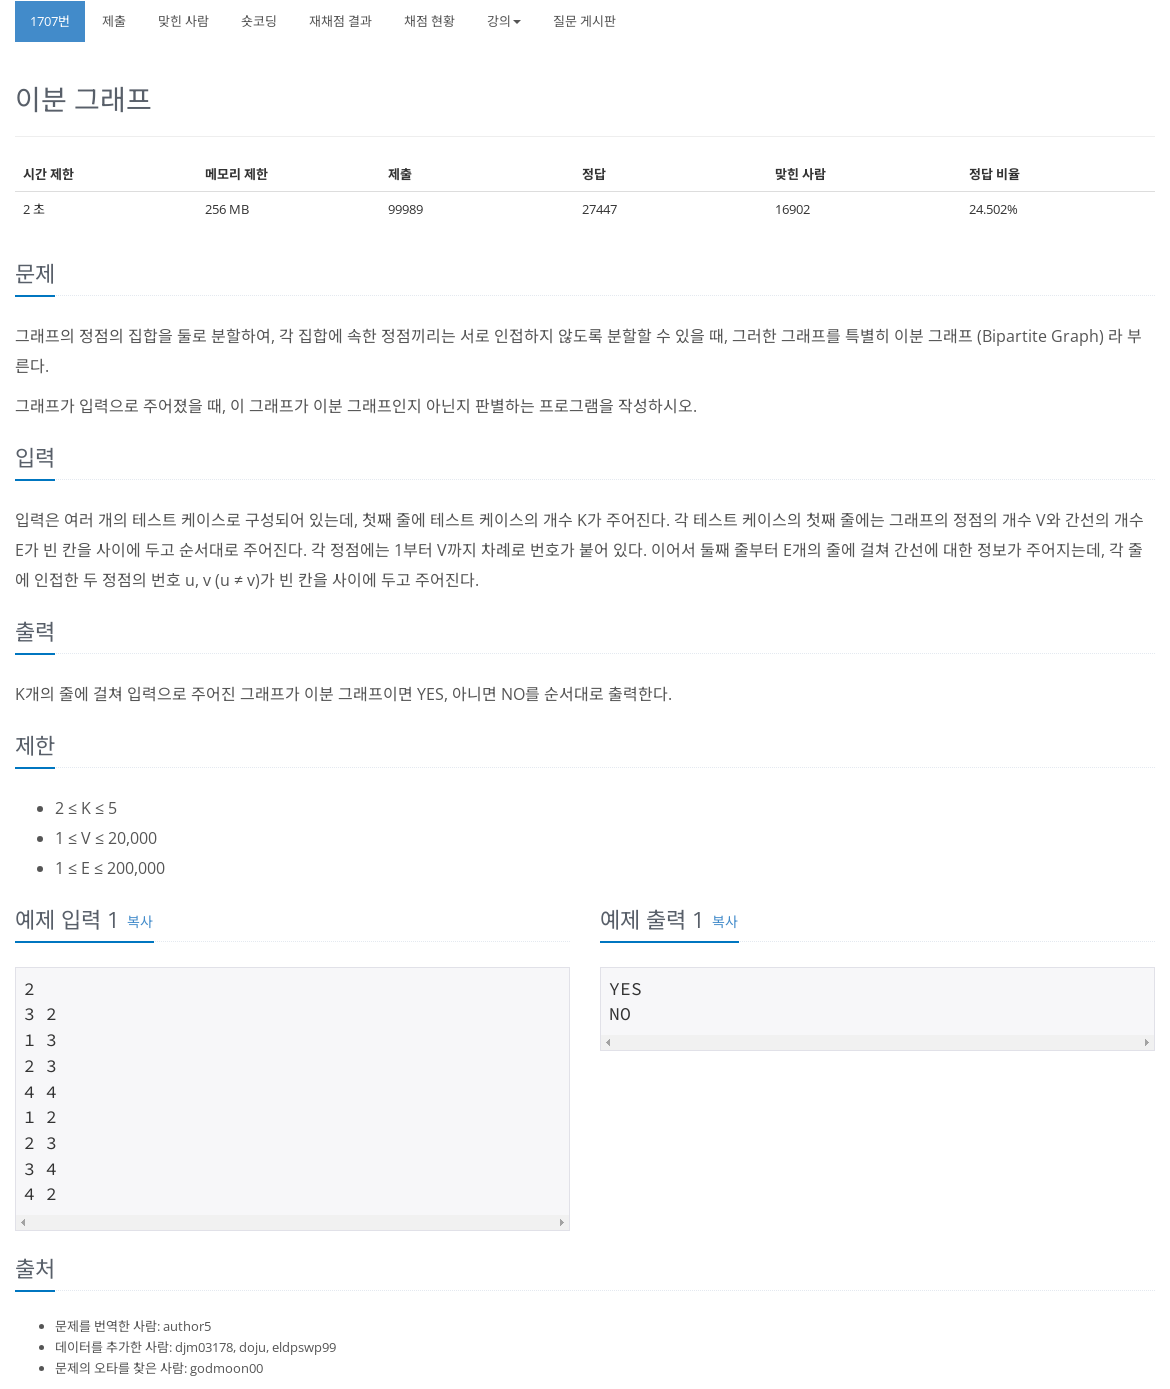 1707번 제출 맞힌 사람 숏코딩 재채점 결과 채점 현황 강의 질문 게시판
이분 그래프
시간 제한 메모리 제한 제출 정답 맞힌 사람 정답 비율
2 초 256 MB 99989 27447 16902 24.502%
문제
그래프의 정점의 집합을 둘로 분할하여, 각 집합에 속한 정점끼리는 서로 인접하지 않도록 분할할 수 있을 때, 그러한 그래프를 특별히 이분 그래프 (Bipartite Graph) 라 부
른다.
그래프가 입력으로 주어졌을 때, 이 그래프가 이분 그래프인지 아닌지 판별하는 프로그램을 작성하시오.
입력
입력은 여러 개의 테스트 케이스로 구성되어 있는데, 첫째 줄에 테스트 케이스의 개수 K가 주어진다. 각 테스트 케이스의 첫째 줄에는 그래프의 정점의 개수 V와 간선의 개수
E가 빈 칸을 사이에 두고 순서대로 주어진다. 각 정점에는 1부터 V까지 차례로 번호가 붙어 있다. 이어서 둘째 줄부터 E개의 줄에 걸쳐 간선에 대한 정보가 주어지는데, 각 줄
에 인접한 두 정점의 번호 u, v (u ≠ v)가 빈 칸을 사이에 두고 주어진다.
출력
K개의 줄에 걸쳐 입력으로 주어진 그래프가 이분 그래프이면 YES, 아니면 NO를 순서대로 출력한다.
제한
2 ≤ K ≤ 5
1 ≤ V ≤ 20,000
1 ≤ E ≤ 200,000
예제 입력 1 복사
2
3 2
1 3
2 3
4 4
1 2
2 3
3 4
4 2
예제 출력 1 복사
YES
NO
출처
문제를 번역한 사람: author5
데이터를 추가한 사람: djm03178, doju, eldpswp99
문제의 오타를 찾은 사람: godmoon00